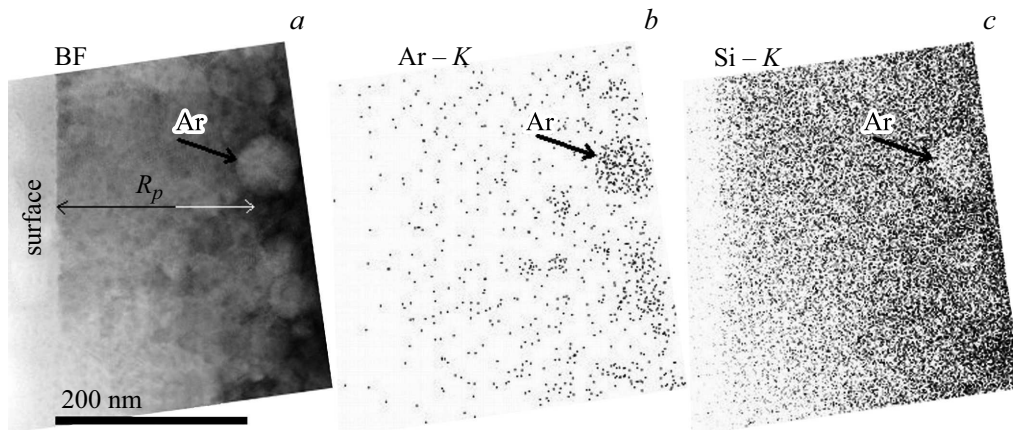 a
BF
Ar
R_p
surface
200 nm
b
Ar – K
Ar
c
Si – K
Ar